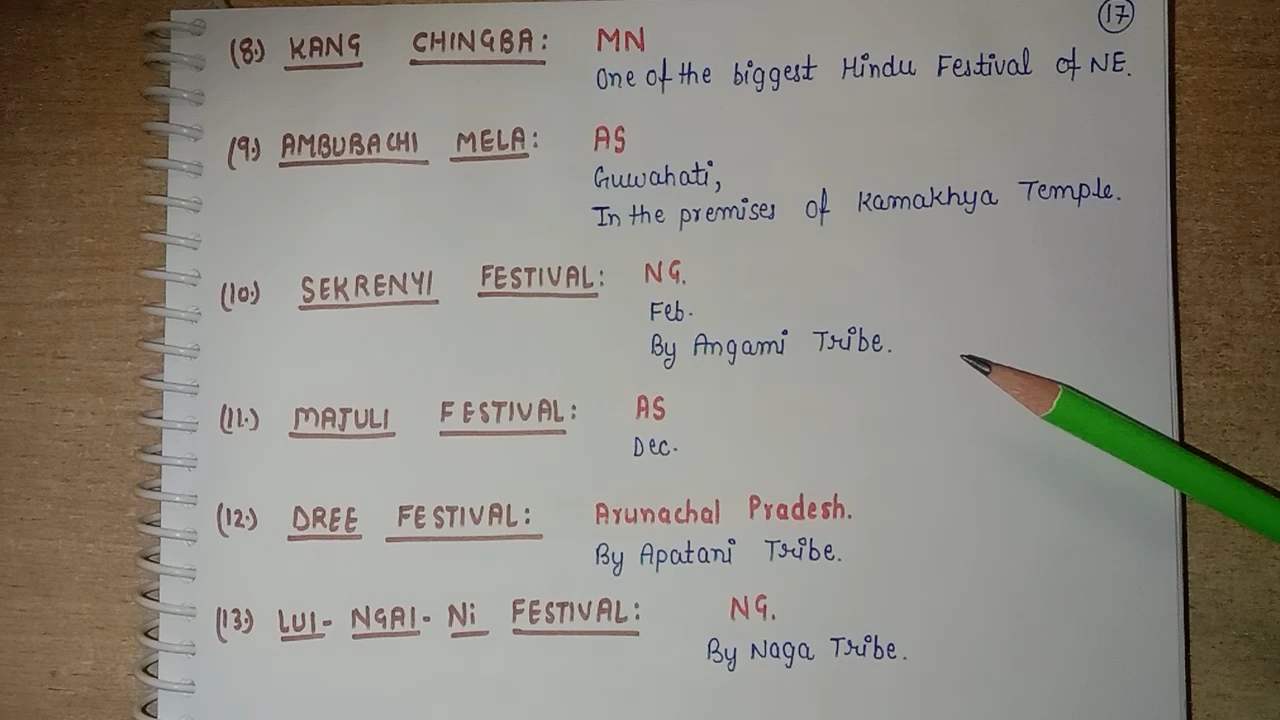 17
(8.) KANG CHINGBA: MN
One of the biggest Hindu Festival of NE.
(9.) AMBUBACHI MELA: AS
Guwahati,
In the premises of Kamakhya Temple.
(10.) SEKRENYI FESTIVAL: NG.
Feb.
By Angami Tribe.
(11.) MAJULI FESTIVAL: AS
Dec.
(12.) DREE FESTIVAL: Arunachal Pradesh.
By Apatani Tribe.
(13.) LUI-NGAI-Ni FESTIVAL: NG.
By Naga Tribe.